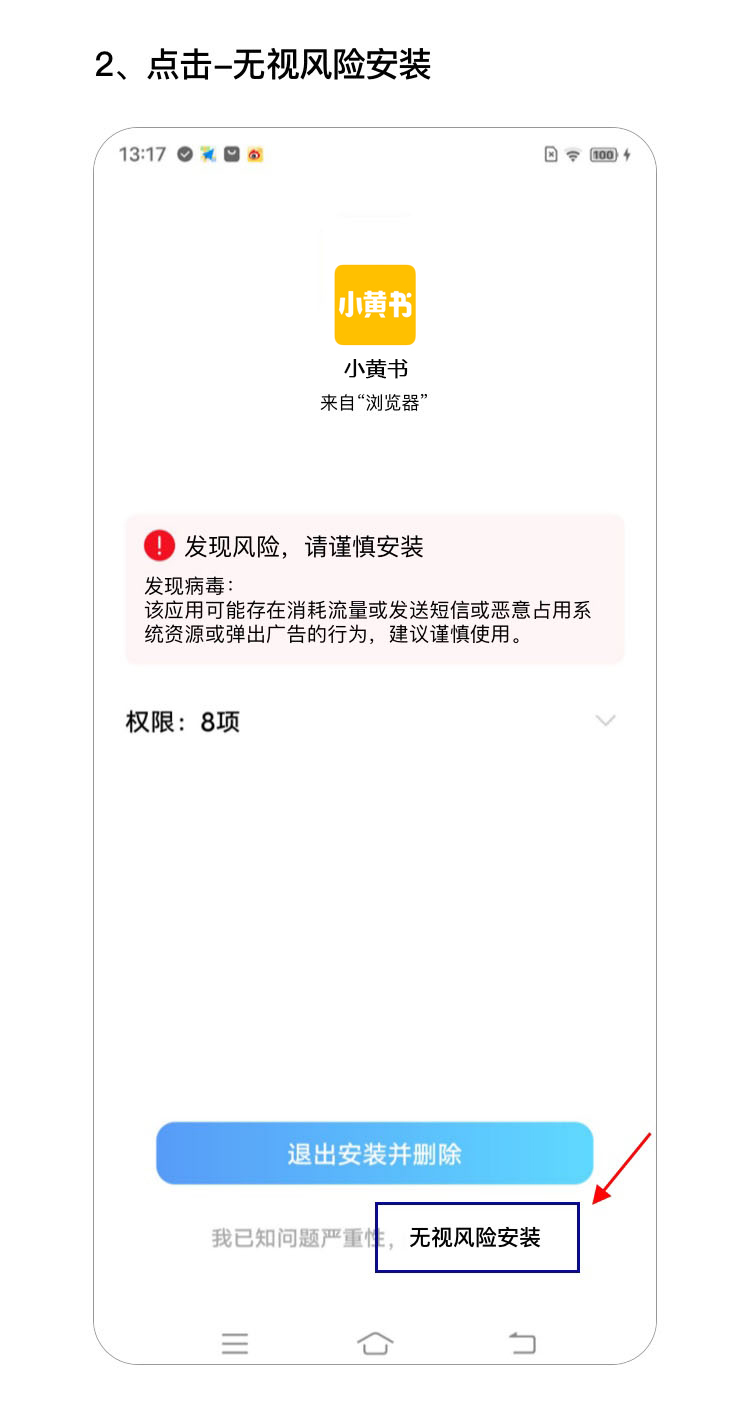 2、点击–无视风险安装
13:17
100
小黄书
小黄书
来自“浏览器”
发现风险，请谨慎安装
发现病毒：
该应用可能存在消耗流量或发送短信或恶意占用系
统资源或弹出广告的行为，建议谨慎使用。
权限：8项
退出安装并删除
我已知问题严重性，无视风险安装